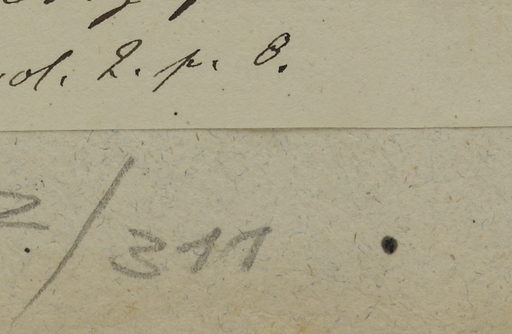 vol. 2. p. 8.
2/311